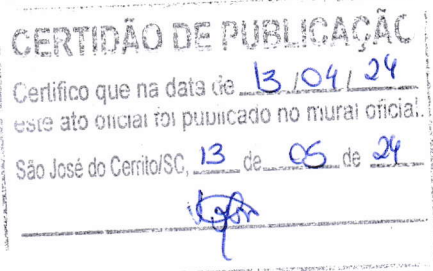 CERTIDÃO DE PUBLICAÇÃO
Certifico que na data de 13/04/24
este ato oficial foi publicado no mural oficial.
São José do Cerrito/SC, 13 de 05 de 24